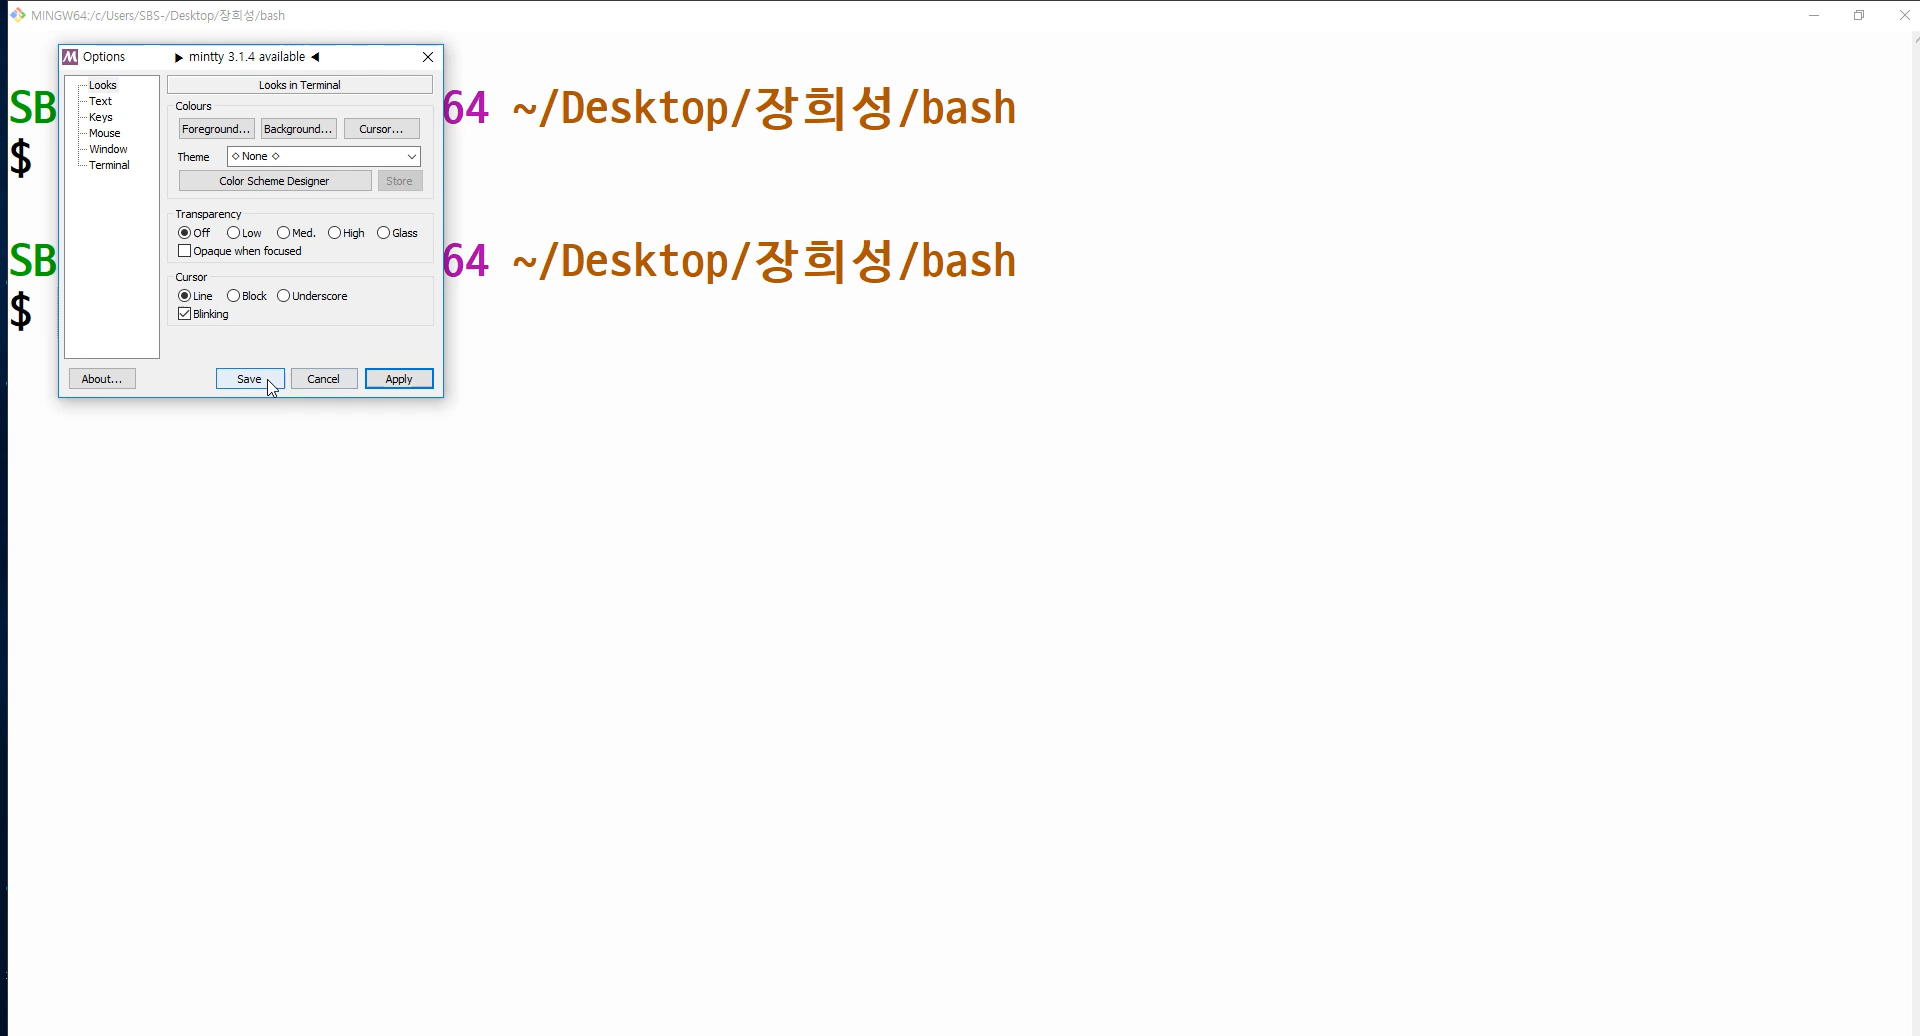 MINGW64:/c/Users/SBS-/Desktop/장희성/bash
Options ▶ mintty 3.1.4 available ◀
Looks
Text
Keys
Mouse
Window
Terminal
Looks in Terminal
Colours
Foreground... Background... Cursor...
Theme ◇ None ◇
Color Scheme Designer Store
Transparency
Off Low Med. High Glass
Opaque when focused
Cursor
Line Block Underscore
Blinking
About... Save Cancel Apply
SB 64 ~/Desktop/장희성/bash
$
SB 64 ~/Desktop/장희성/bash
$